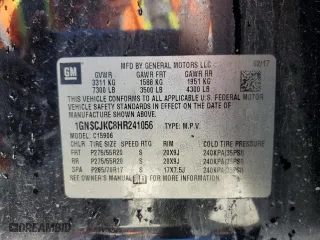 MFD BY GENERAL MOTORS LLC 02/17
GM
GVWR GAWR FRT GAWR RR
3311 KG 1588 KG 1951 KG
7300 LB 3500 LB 4300 LB
THIS VEHICLE CONFORMS TO ALL APPLICABLE U.S. FEDERAL MOTOR
VEHICLE SAFETY AND THEFT PREVENTION STANDARDS IN
EFFECT ON THE DATE OF MANUFACTURE SHOWN ABOVE.
1GNSCJKC8HR241056 TYPE: M.P.V.
MODEL: C15906
TIRE SIZE SPEED RTG RIM COLD TIRE PRESSURE
FRT P275/55R20 S 20X9J 240KPA(35PSI)
RR P275/55R20 S 20X9J 240KPA(35PSI)
SPA P265/70R17 S 17X7.5J 240KPA(35PSI)
SEE OWNER'S MANUAL FOR MORE INFORMATION